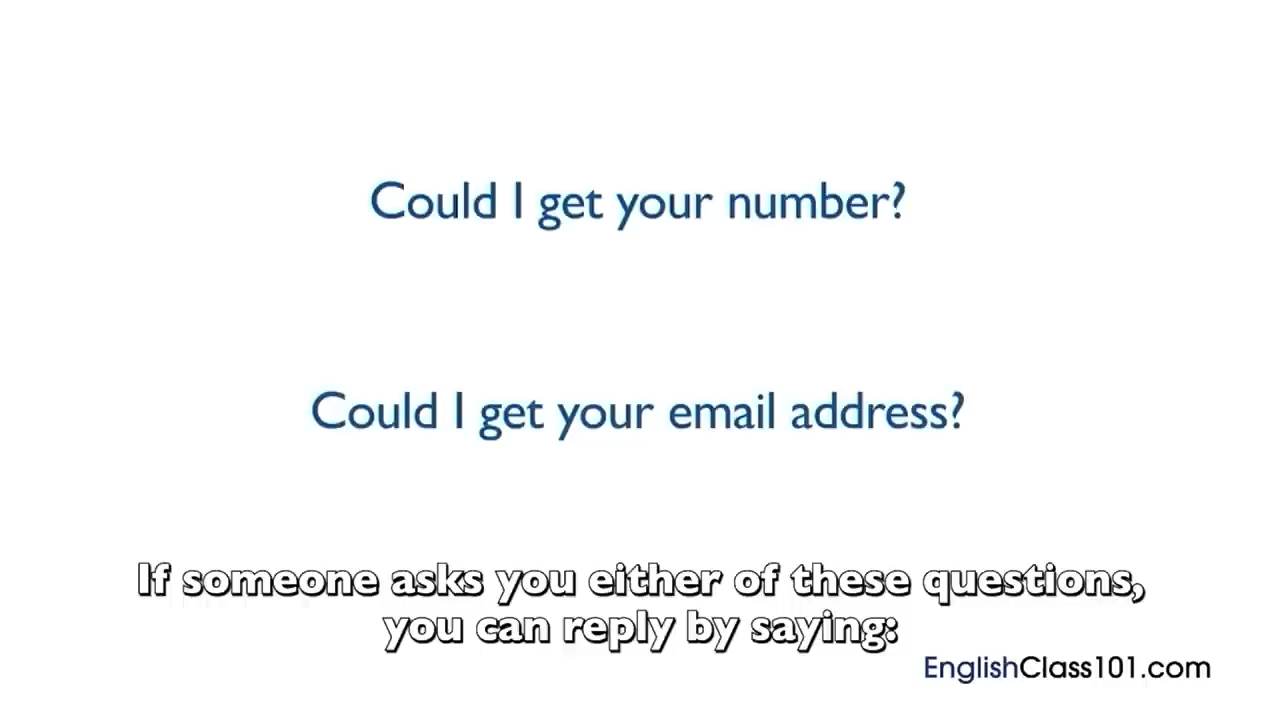 Could I get your number?
Could I get your email address?
If someone asks you either of these questions,
you can reply by saying:
EnglishClass101.com